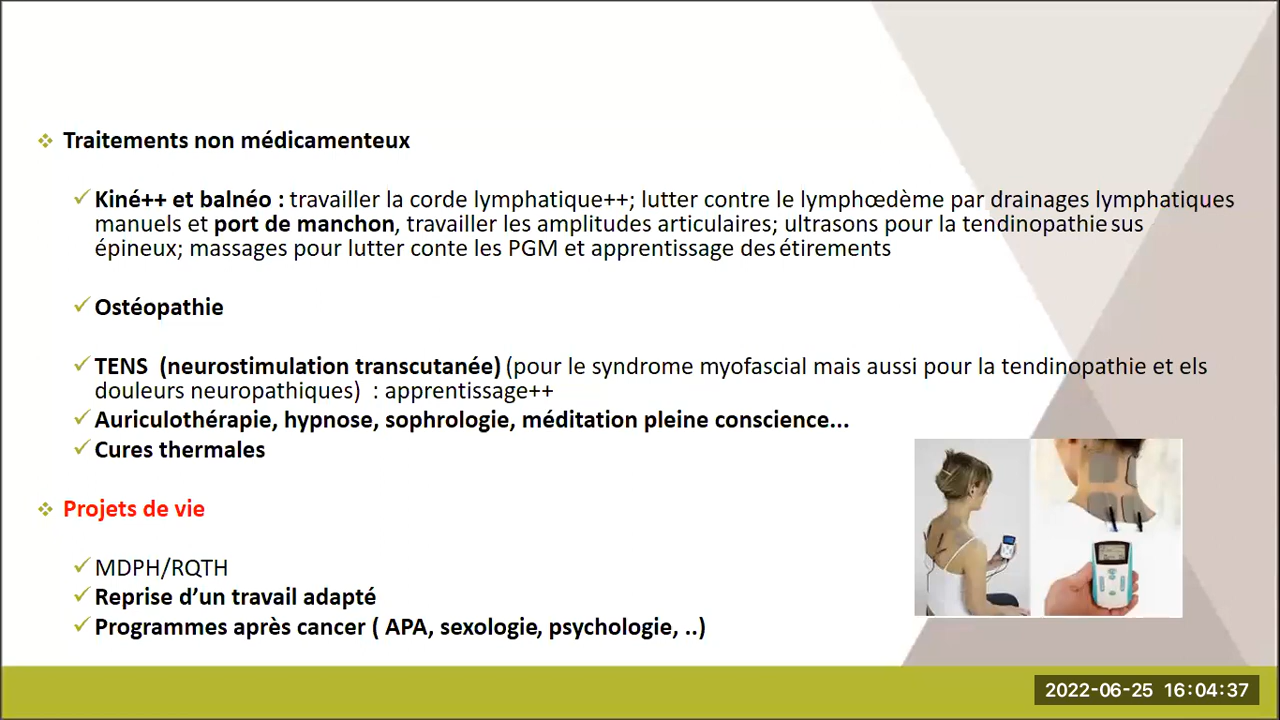 Traitements non médicamenteux
Kiné++ et balnéo : travailler la corde lymphatique++; lutter contre le lymphœdème par drainages lymphatiques
manuels et port de manchon, travailler les amplitudes articulaires; ultrasons pour la tendinopathie sus
épineux; massages pour lutter conte les PGM et apprentissage des étirements
Ostéopathie
TENS (neurostimulation transcutanée) (pour le syndrome myofascial mais aussi pour la tendinopathie et els
douleurs neuropathiques) : apprentissage++
Auriculothérapie, hypnose, sophrologie, méditation pleine conscience...
Cures thermales
Projets de vie
MDPH/RQTH
Reprise d’un travail adapté
Programmes après cancer ( APA, sexologie, psychologie, ..)
2022-06-25 16:04:37